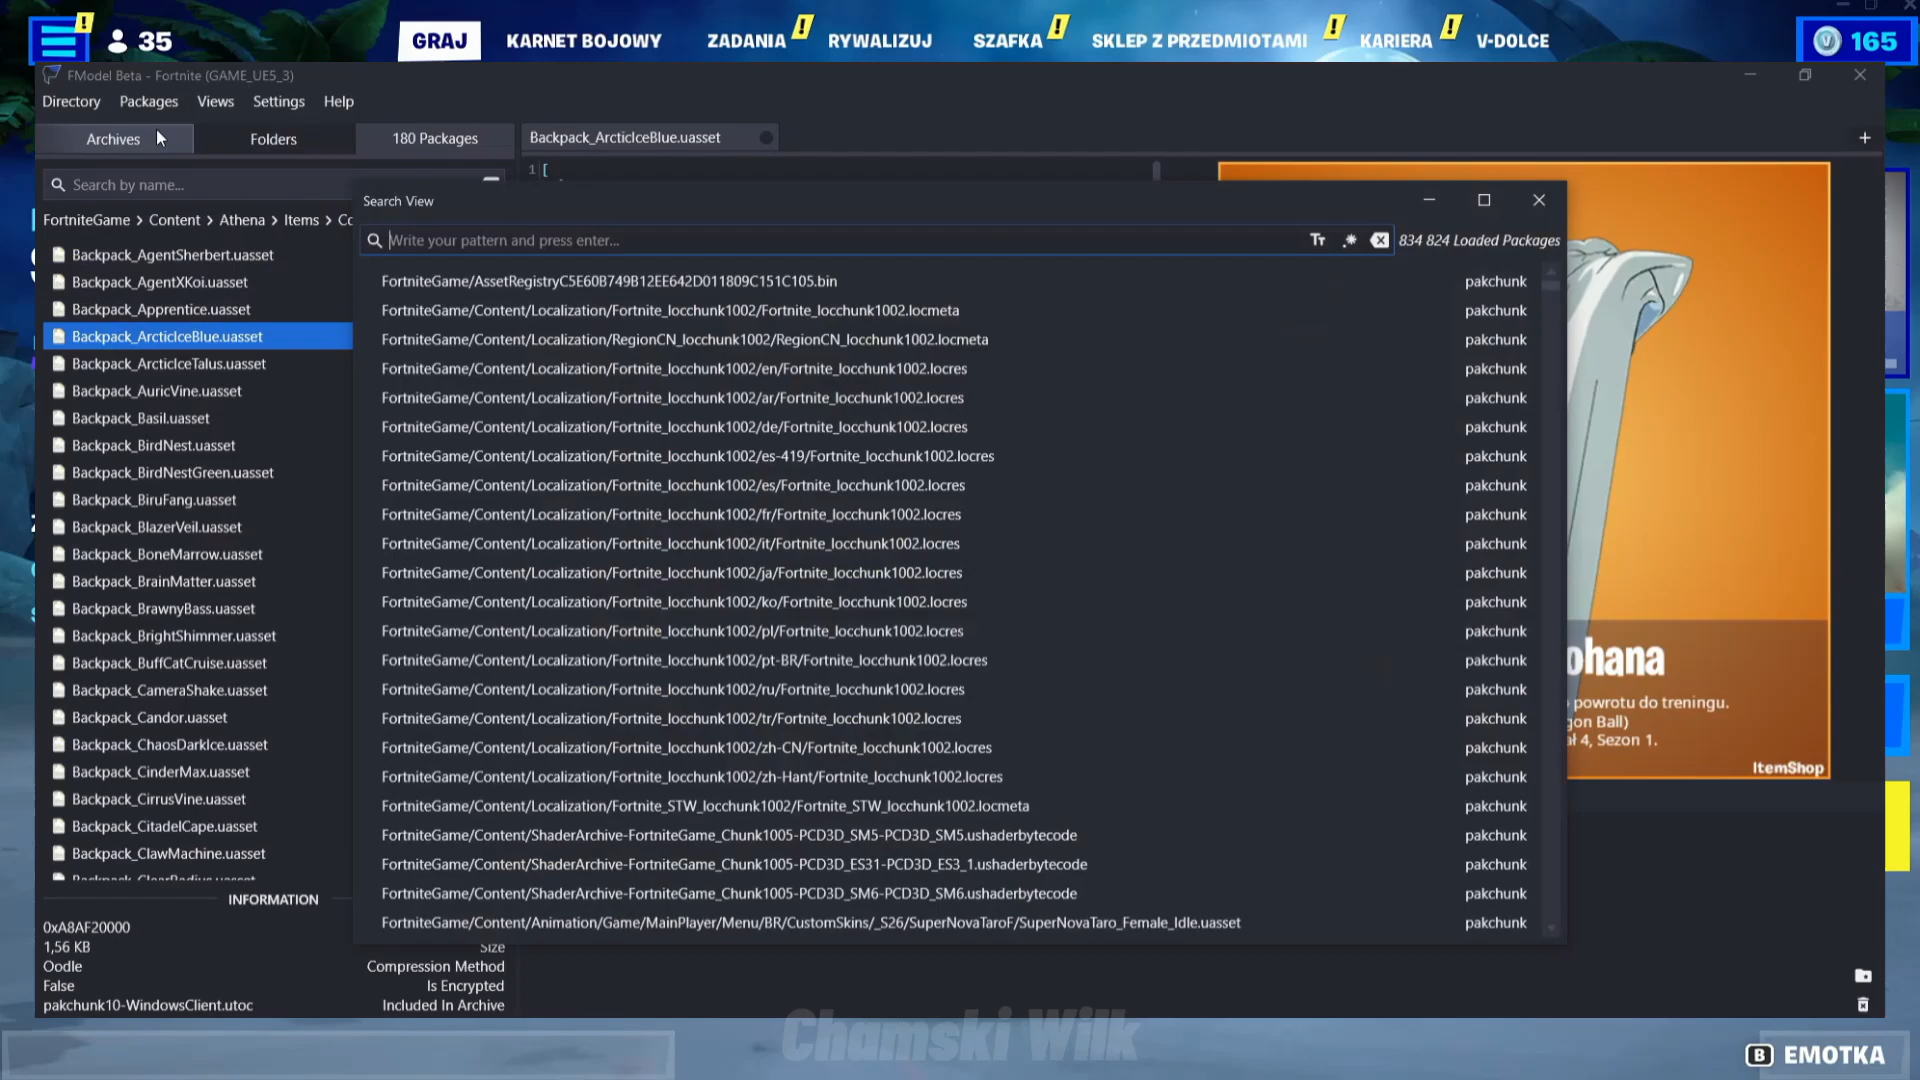 35
GRAJ
KARNET BOJOWY
ZADANIA
RYWALIZUJ
SZAFKA
SKLEP Z PRZEDMIOTAMI
KARIERA
V-DOLCE
165
FModel Beta - Fortnite (GAME_UE5_3)
Directory Packages Views Settings Help
Archives
Folders
180 Packages
Backpack_ArcticIceBlue.uasset
Search by name...
1 [
FortniteGame > Content > Athena > Items > Co
Backpack_AgentSherbert.uasset
Backpack_AgentXKoi.uasset
Backpack_Apprentice.uasset
Backpack_ArcticIceBlue.uasset
Backpack_ArcticIceTalus.uasset
Backpack_AuricVine.uasset
Backpack_Basil.uasset
Backpack_BirdNest.uasset
Backpack_BirdNestGreen.uasset
Backpack_BiruFang.uasset
Backpack_BlazerVeil.uasset
Backpack_BoneMarrow.uasset
Backpack_BrainMatter.uasset
Backpack_BrawnyBass.uasset
Backpack_BrightShimmer.uasset
Backpack_BuffCatCruise.uasset
Backpack_CameraShake.uasset
Backpack_Candor.uasset
Backpack_ChaosDarkIce.uasset
Backpack_CinderMax.uasset
Backpack_CirrusVine.uasset
Backpack_CitadelCape.uasset
Backpack_ClawMachine.uasset
INFORMATION
0xA8AF20000
1,56 KB Size
Oodle Compression Method
False Is Encrypted
pakchunk10-WindowsClient.utoc Included In Archive
Search View
Write your pattern and press enter...
Tt
834 824 Loaded Packages
FortniteGame/AssetRegistryC5E60B749B12EE642D011809C151C105.bin pakchunk
FortniteGame/Content/Localization/Fortnite_locchunk1002/Fortnite_locchunk1002.locmeta pakchunk
FortniteGame/Content/Localization/RegionCN_locchunk1002/RegionCN_locchunk1002.locmeta pakchunk
FortniteGame/Content/Localization/Fortnite_locchunk1002/en/Fortnite_locchunk1002.locres pakchunk
FortniteGame/Content/Localization/Fortnite_locchunk1002/ar/Fortnite_locchunk1002.locres pakchunk
FortniteGame/Content/Localization/Fortnite_locchunk1002/de/Fortnite_locchunk1002.locres pakchunk
FortniteGame/Content/Localization/Fortnite_locchunk1002/es-419/Fortnite_locchunk1002.locres pakchunk
FortniteGame/Content/Localization/Fortnite_locchunk1002/es/Fortnite_locchunk1002.locres pakchunk
FortniteGame/Content/Localization/Fortnite_locchunk1002/fr/Fortnite_locchunk1002.locres pakchunk
FortniteGame/Content/Localization/Fortnite_locchunk1002/it/Fortnite_locchunk1002.locres pakchunk
FortniteGame/Content/Localization/Fortnite_locchunk1002/ja/Fortnite_locchunk1002.locres pakchunk
FortniteGame/Content/Localization/Fortnite_locchunk1002/ko/Fortnite_locchunk1002.locres pakchunk
FortniteGame/Content/Localization/Fortnite_locchunk1002/pl/Fortnite_locchunk1002.locres pakchunk
FortniteGame/Content/Localization/Fortnite_locchunk1002/pt-BR/Fortnite_locchunk1002.locres pakchunk
FortniteGame/Content/Localization/Fortnite_locchunk1002/ru/Fortnite_locchunk1002.locres pakchunk
FortniteGame/Content/Localization/Fortnite_locchunk1002/tr/Fortnite_locchunk1002.locres pakchunk
FortniteGame/Content/Localization/Fortnite_locchunk1002/zh-CN/Fortnite_locchunk1002.locres pakchunk
FortniteGame/Content/Localization/Fortnite_locchunk1002/zh-Hant/Fortnite_locchunk1002.locres pakchunk
FortniteGame/Content/Localization/Fortnite_STW_locchunk1002/Fortnite_STW_locchunk1002.locmeta pakchunk
FortniteGame/Content/ShaderArchive-FortniteGame_Chunk1005-PCD3D_SM5-PCD3D_SM5.ushaderbytecode pakchunk
FortniteGame/Content/ShaderArchive-FortniteGame_Chunk1005-PCD3D_ES31-PCD3D_ES3_1.ushaderbytecode pakchunk
FortniteGame/Content/ShaderArchive-FortniteGame_Chunk1005-PCD3D_SM6-PCD3D_SM6.ushaderbytecode pakchunk
FortniteGame/Content/Animation/Game/MainPlayer/Menu/BR/CustomSkins/_S26/SuperNovaTaroF/SuperNovaTaro_Female_Idle.uasset pakchunk
ohana
powrotu do treningu.
gon Ball)
ał 4, Sezon 1.
ItemShop
Chamski Wilk
B EMOTKA